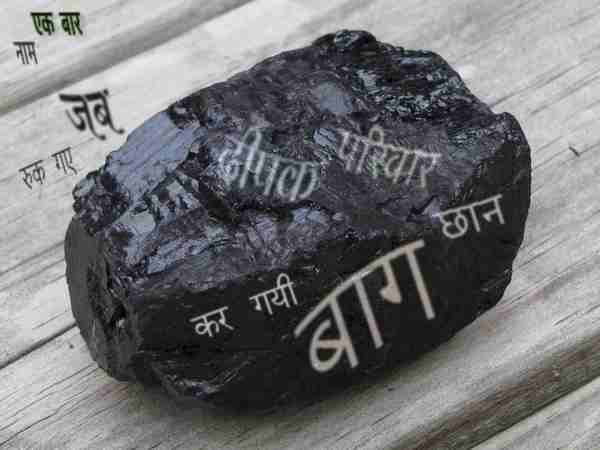 एक बार
नाम
जब
रुक गए
दीपक परिवार
कर गयी बाग छान